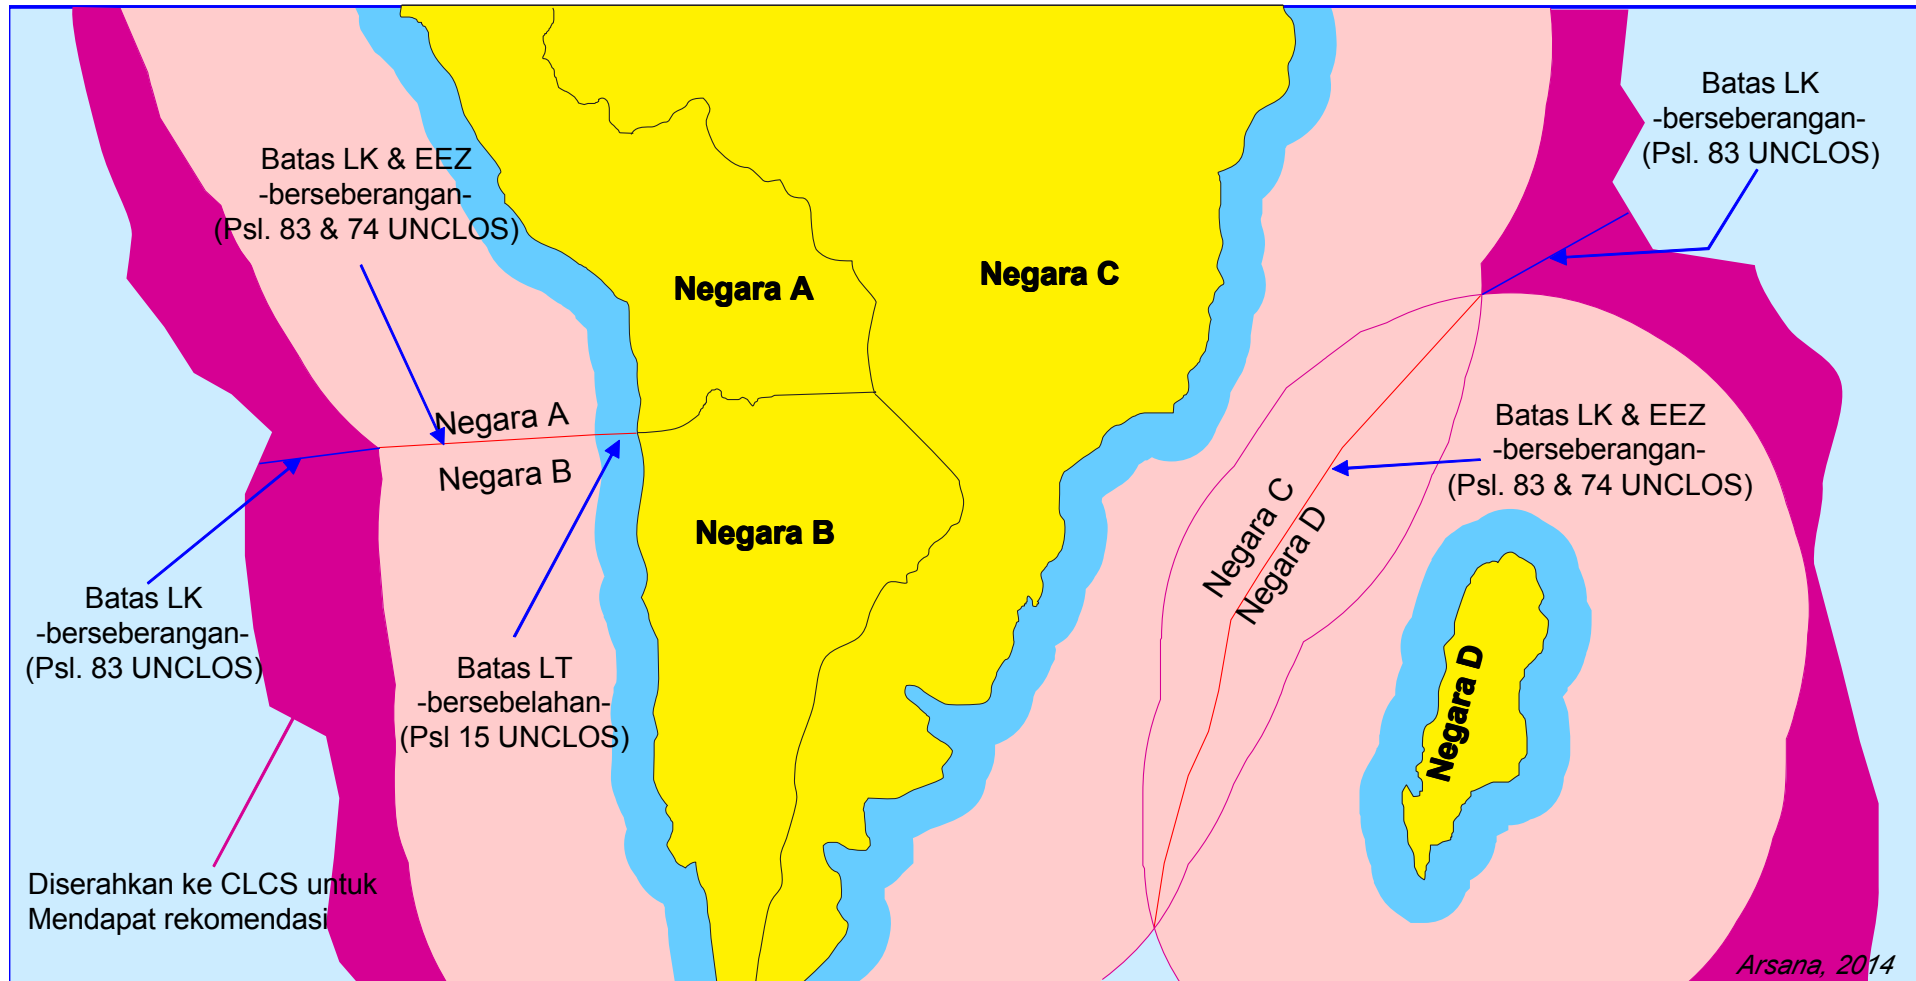 Batas LK & EEZ
-berseberangan-
(Psl. 83 & 74 UNCLOS)
Batas LK
-berseberangan-
(Psl. 83 UNCLOS)
Negara A
Negara C
Negara A
Negara B
Negara B
Batas LK & EEZ
-berseberangan-
(Psl. 83 & 74 UNCLOS)
Negara C
Negara D
Negara D
Batas LK
-berseberangan-
(Psl. 83 UNCLOS)
Batas LT
-bersebelahan-
(Psl 15 UNCLOS)
Diserahkan ke CLCS untuk
Mendapat rekomendasi
Arsana, 2014